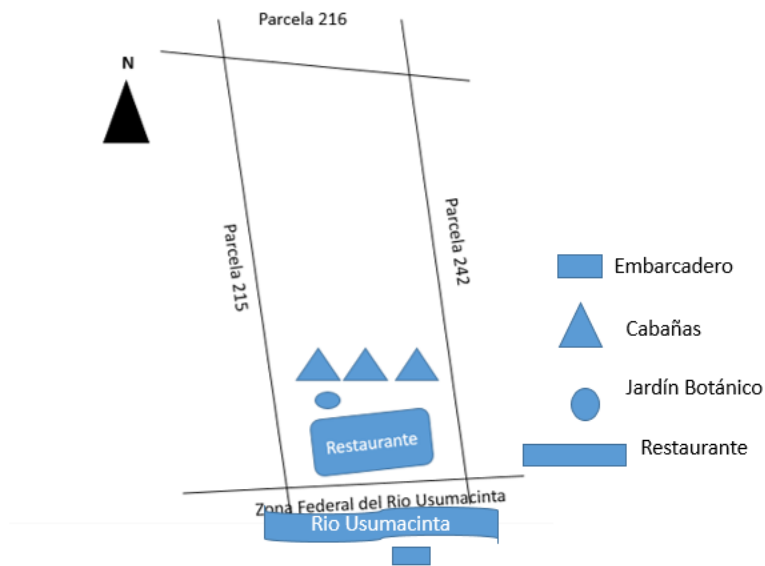 Parcela 216
N
Parcela 215
Parcela 242
Embarcadero
Cabañas
Jardín Botánico
Restaurante
Restaurante
Zona Federal del Rio Usumacinta
Rio Usumacinta